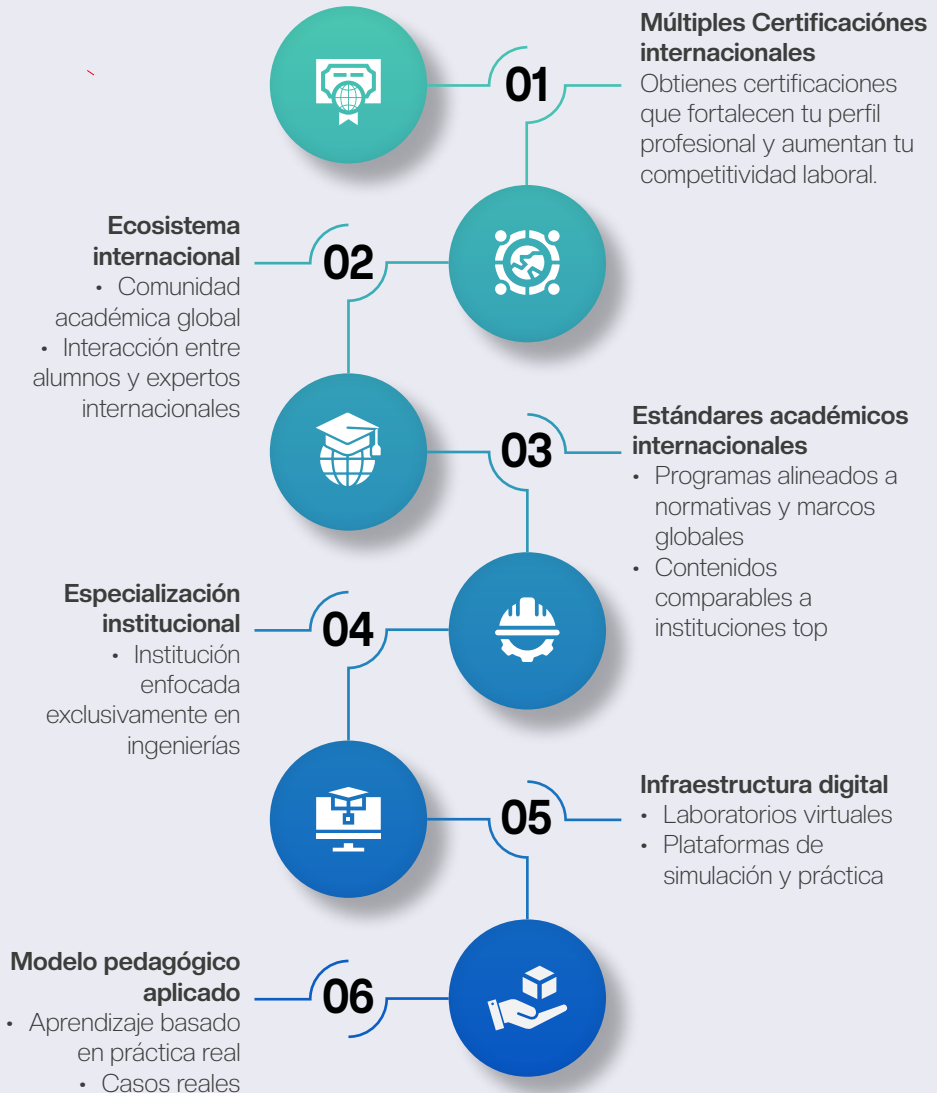 01
Múltiples Certificaciónes
internacionales
Obtienes certificaciones
que fortalecen tu perfil
profesional y aumentan tu
competitividad laboral.
Ecosistema
internacional
• Comunidad
académica global
• Interacción entre
alumnos y expertos
internacionales
02
03
Estándares académicos
internacionales
• Programas alineados a
normativas y marcos
globales
• Contenidos
comparables a
instituciones top
Especialización
institucional
• Institución
enfocada
exclusivamente en
ingenierías
04
05
Infraestructura digital
• Laboratorios virtuales
• Plataformas de
simulación y práctica
Modelo pedagógico
aplicado
• Aprendizaje basado
en práctica real
• Casos reales
06